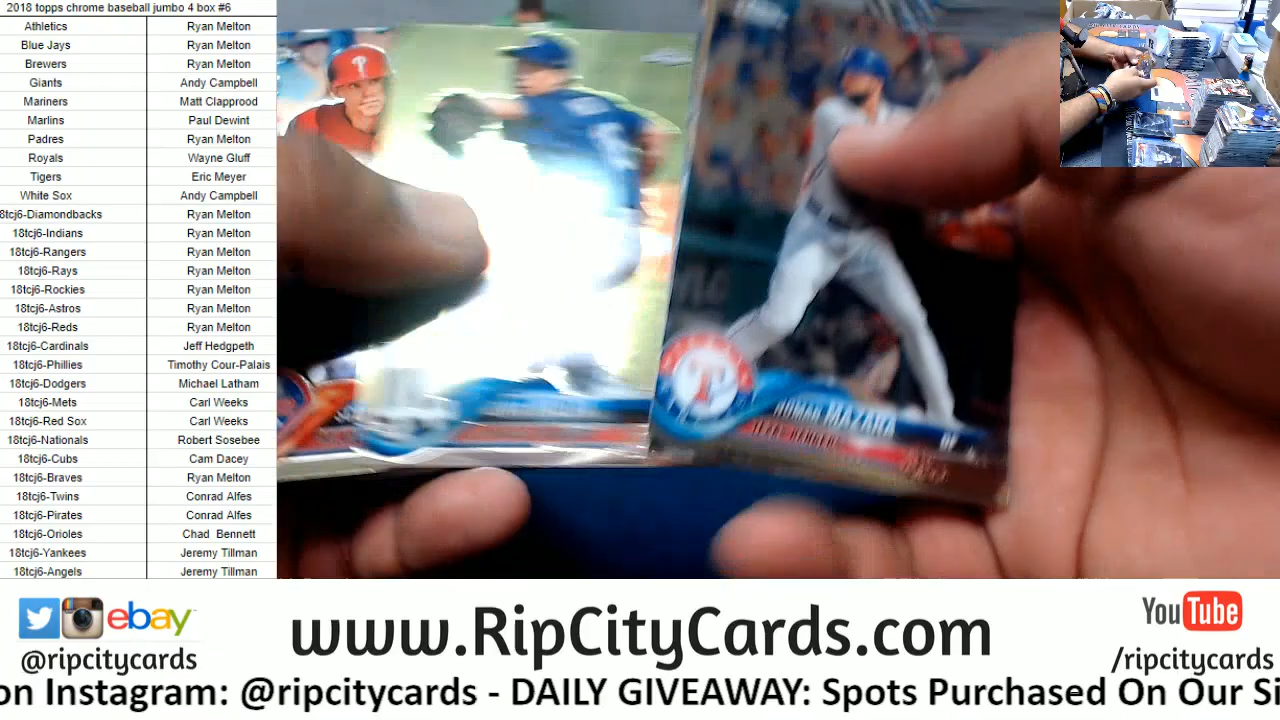 2018 topps chrome baseball jumbo 4 box #6
Athletics Ryan Melton
Blue Jays Ryan Melton
Brewers Ryan Melton
Giants Andy Campbell
Mariners Matt Clapprood
Marlins Paul Dewint
Padres Ryan Melton
Royals Wayne Gluff
Tigers Eric Meyer
White Sox Andy Campbell
8tcj6-Diamondbacks Ryan Melton
18tcj6-Indians Ryan Melton
18tcj6-Rangers Ryan Melton
18tcj6-Rays Ryan Melton
18tcj6-Rockies Ryan Melton
18tcj6-Astros Ryan Melton
18tcj6-Reds Ryan Melton
18tcj6-Cardinals Jeff Hedgpeth
18tcj6-Phillies Timothy Cour-Palais
18tcj6-Dodgers Michael Latham
18tcj6-Mets Carl Weeks
18tcj6-Red Sox Carl Weeks
18tcj6-Nationals Robert Sosebee
18tcj6-Cubs Cam Dacey
18tcj6-Braves Ryan Melton
18tcj6-Twins Conrad Alfes
18tcj6-Pirates Conrad Alfes
18tcj6-Orioles Chad Bennett
18tcj6-Yankees Jeremy Tillman
18tcj6-Angels Jeremy Tillman
P
T
NOMAR MAZARA
ebay
@ripcitycards
www.RipCityCards.com
YouTube
/ripcitycards
on Instagram: @ripcitycards - DAILY GIVEAWAY: Spots Purchased On Our Si